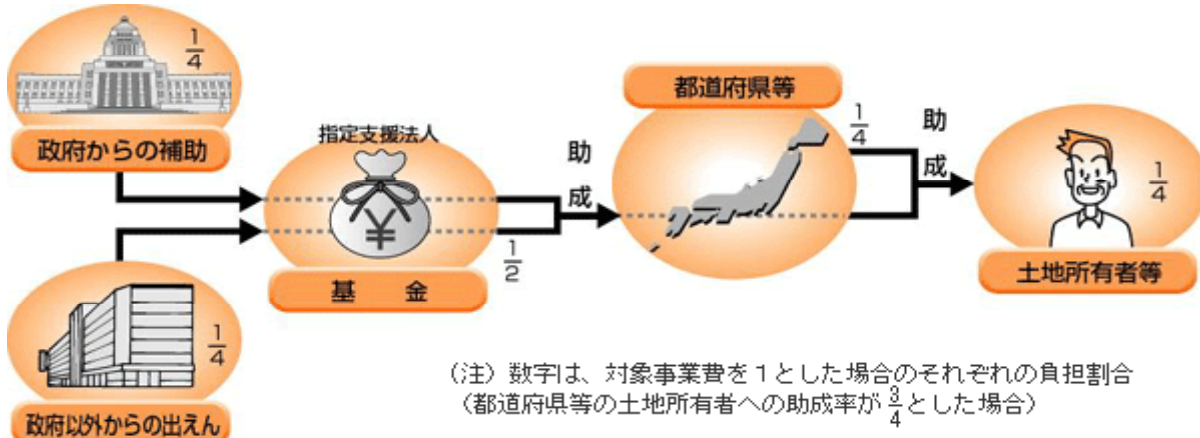 1/4
政府からの補助
指定支援法人
¥
基 金
1/2
助成
都道府県等
1/4
助成
1/4
土地所有者等
1/4
政府以外からの出えん
(注) 数字は、対象事業費を1とした場合のそれぞれの負担割合
(都道府県等の土地所有者への助成率が3/4とした場合)